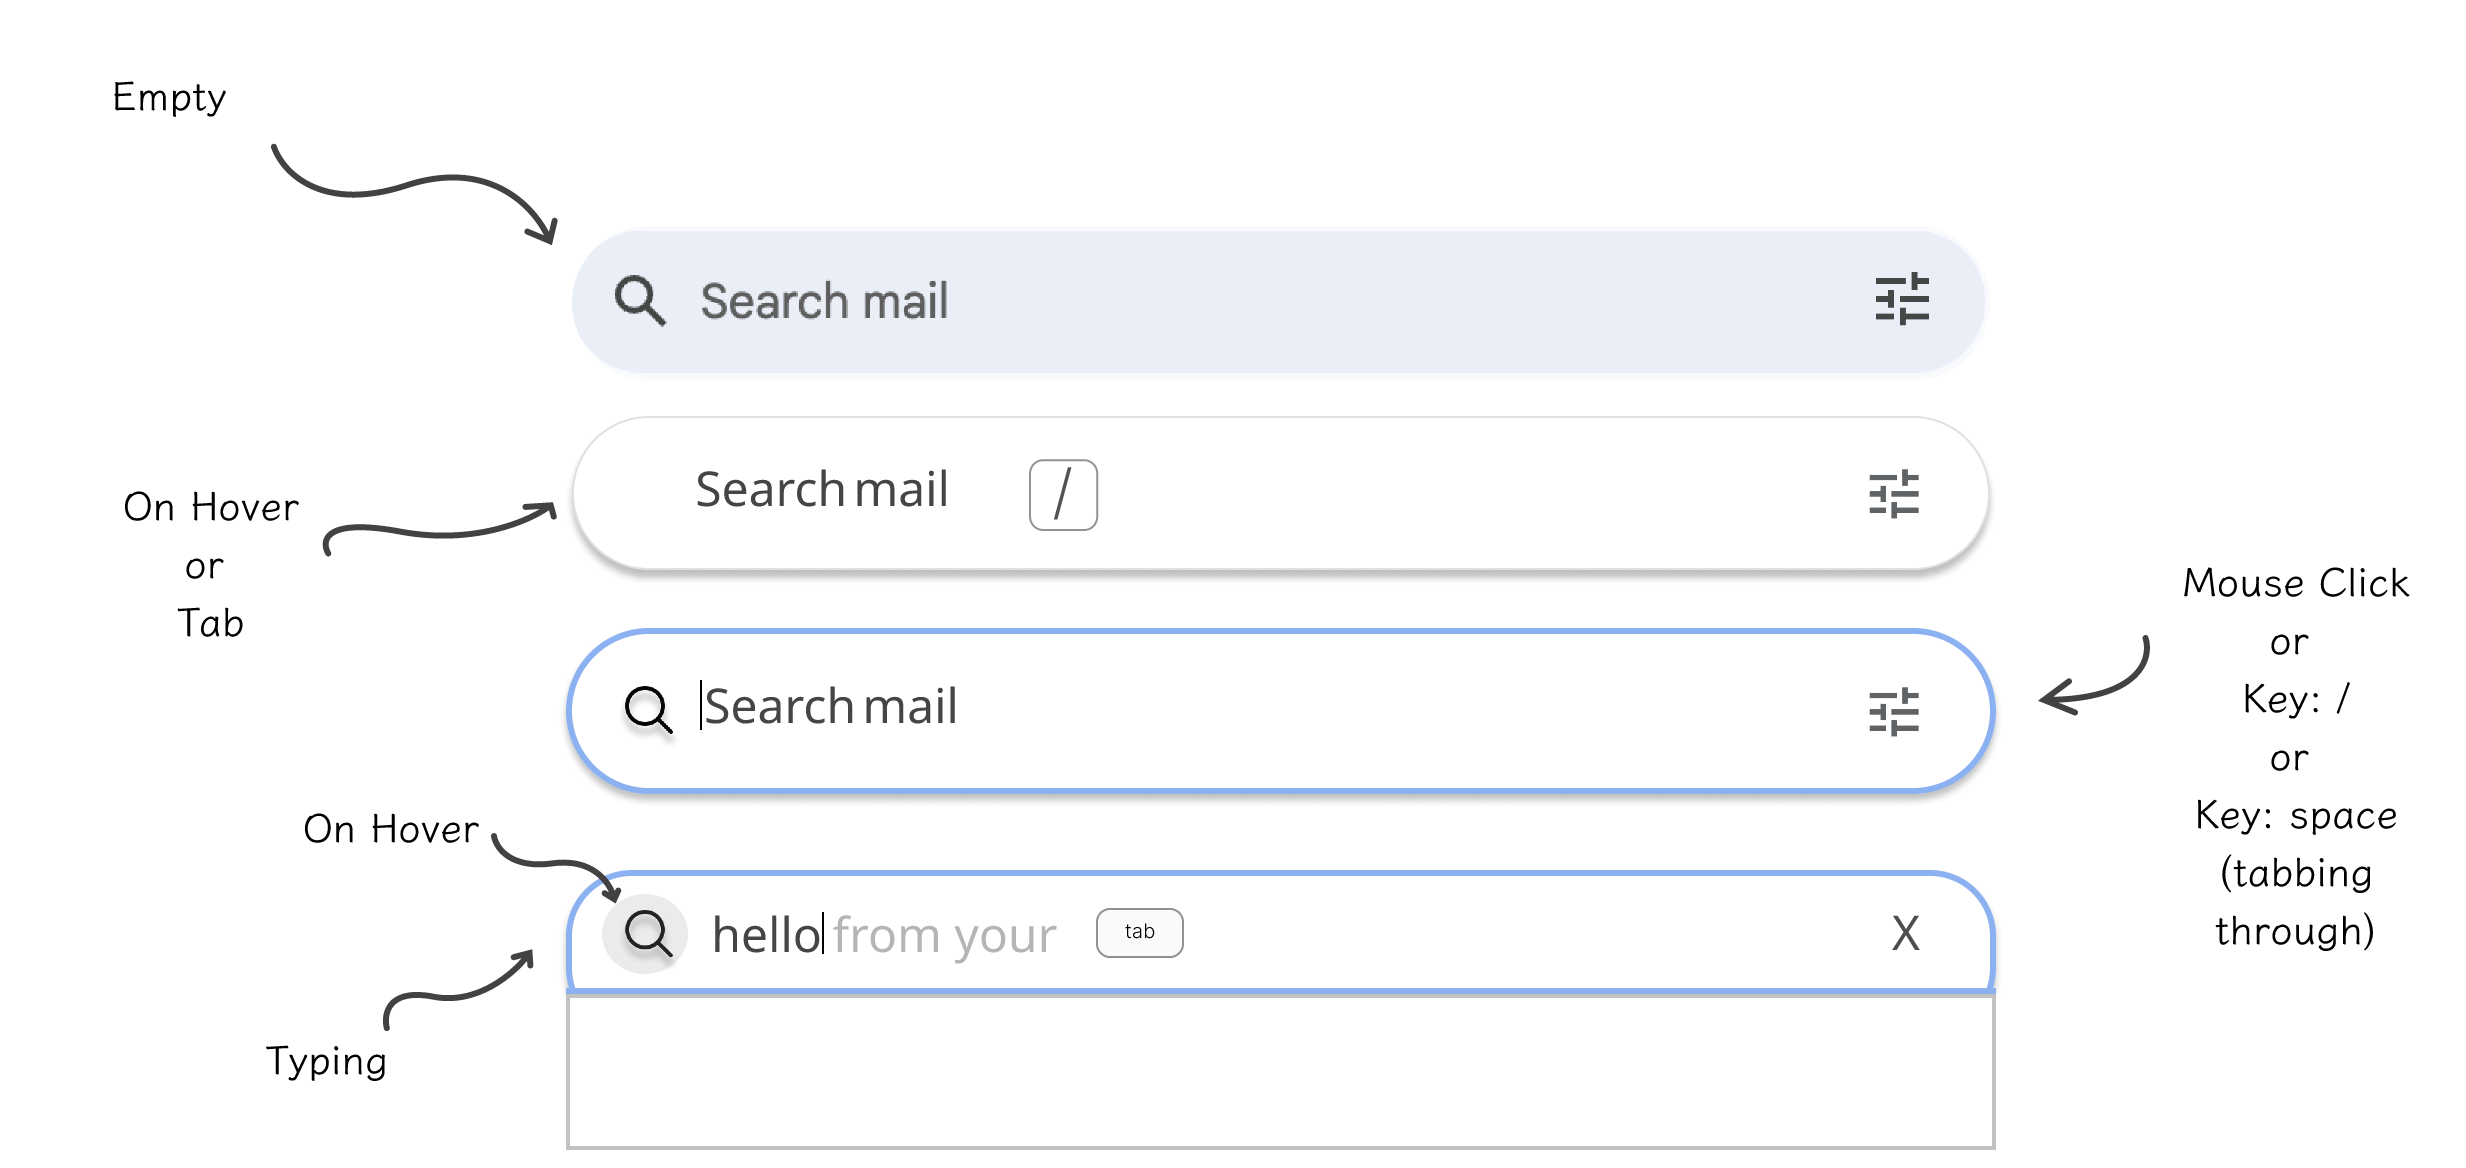 Empty
Search mail
On Hover
or
Tab
Search mail /
Mouse Click
or
Key: /
or
Key: space
(tabbing
through)
Search mail
On Hover
hello from your tab X
Typing